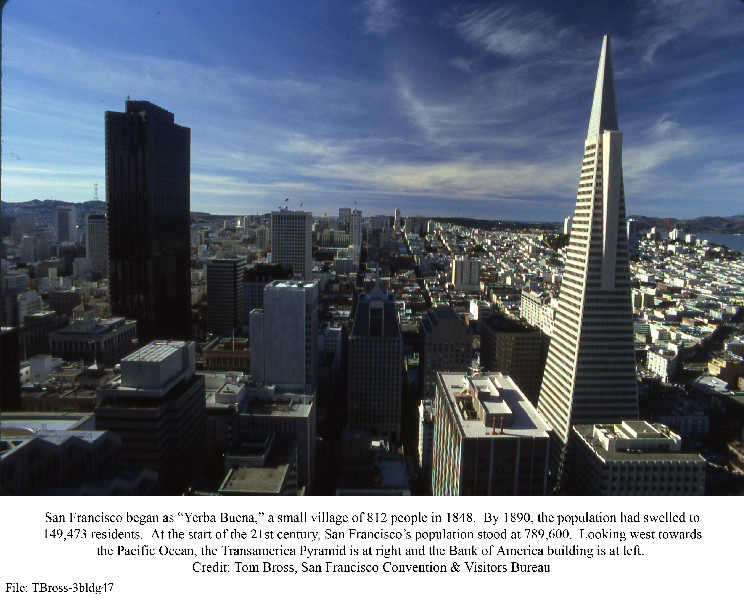 San Francisco began as “Yerba Buena,” a small village of 812 people in 1848.  By 1890, the population had swelled to
149,473 residents.  At the start of the 21st century, San Francisco’s population stood at 789,600.  Looking west towards
the Pacific Ocean, the Transamerica Pyramid is at right and the Bank of America building is at left.
Credit: Tom Bross, San Francisco Convention & Visitors Bureau
File: TBross-3bldg47